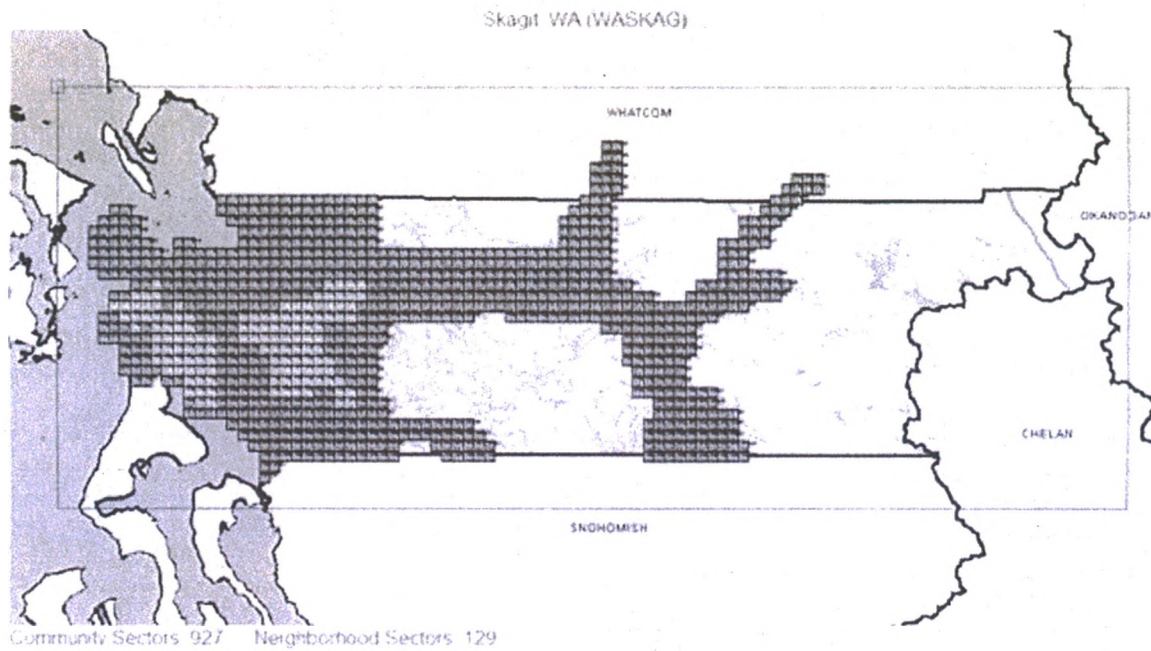 Skagit WA (WASKAG)
WHATCOM
OKANOGAN
CHELAN
SNOHOMISH
Community Sectors 927 Neighborhood Sectors 129